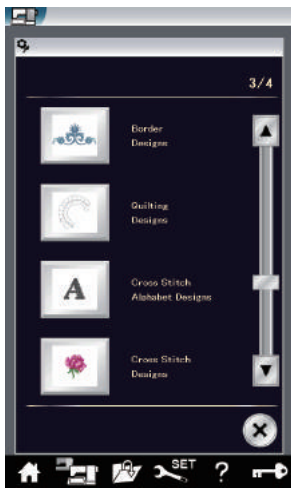 3/4
Border
Designs
Quilting
Designs
A
Cross Stitch
Alphabet Designs
Cross Stitch
Designs
SET
?